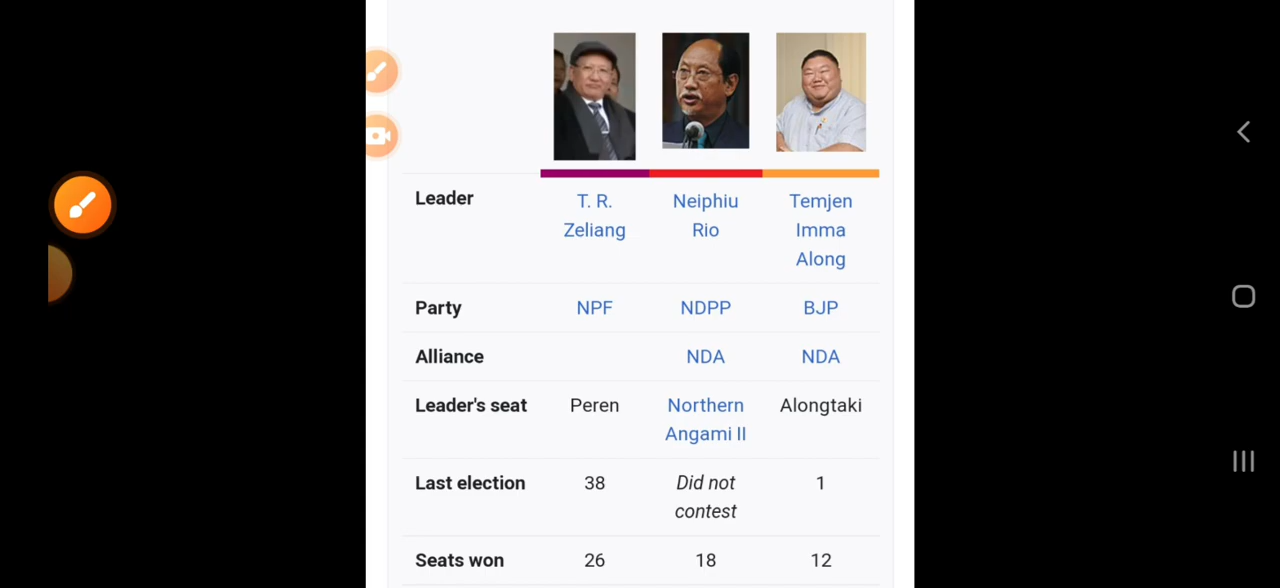 Leader
T. R.
Zeliang
Neiphiu
Rio
Temjen
Imma
Along
Party
NPF
NDPP
BJP
Alliance
NDA
NDA
Leader's seat
Peren
Northern
Angami II
Alongtaki
Last election
38
Did not
contest
1
Seats won
26
18
12